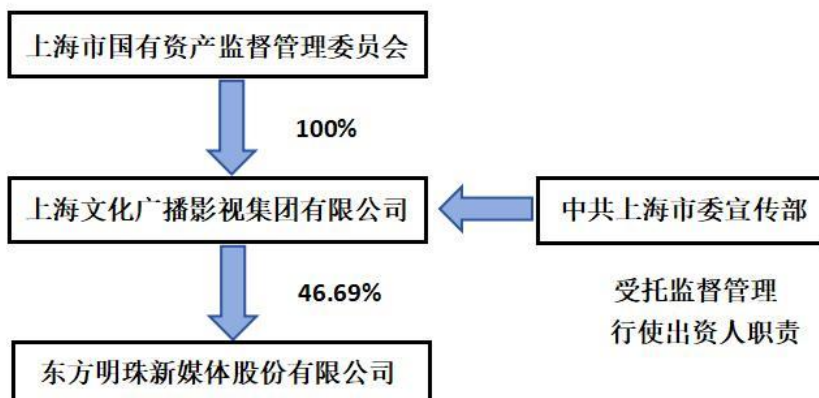 上海市国有资产监督管理委员会
100%
上海文化广播影视集团有限公司
中共上海市委宣传部
46.69%
受托监督管理
行使出资人职责
东方明珠新媒体股份有限公司